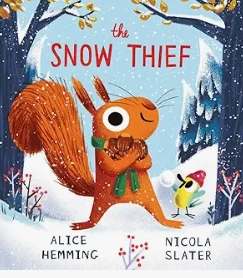 the
SNOW THIEF
ALICE NICOLA
HEMMING SLATER